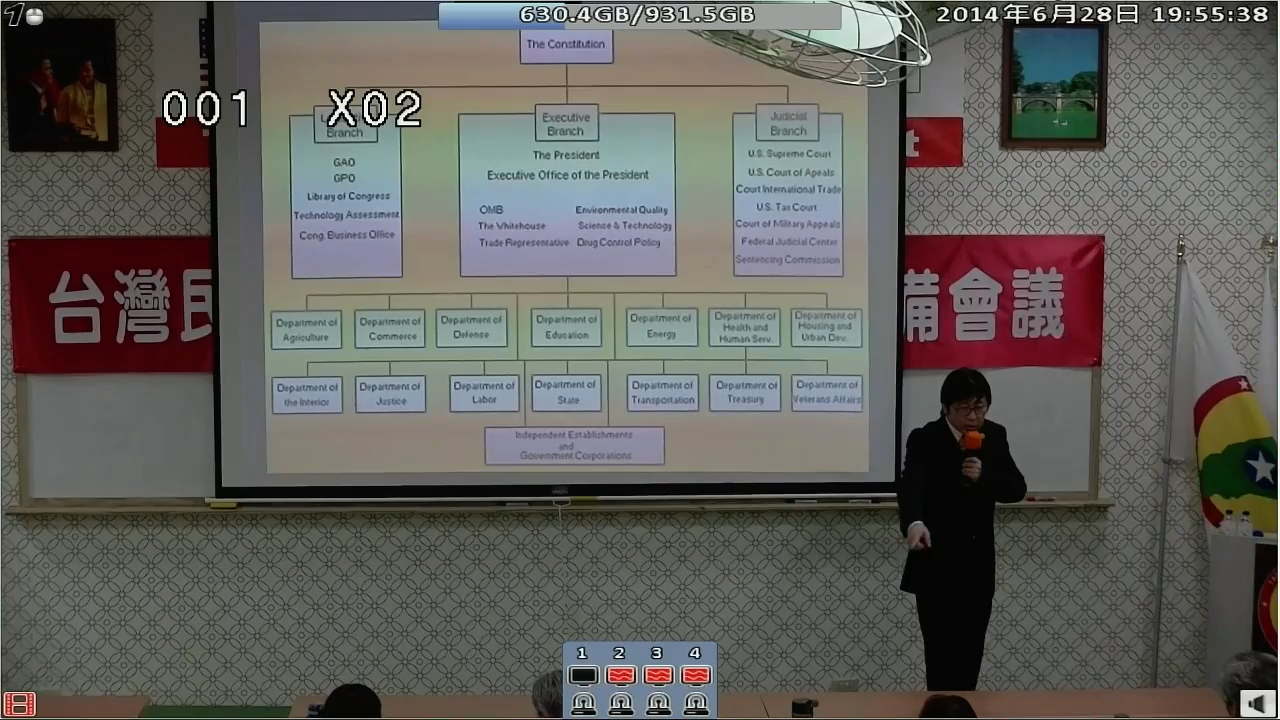 1
630.4GB/931.5GB
2014年6月28日 19:55:38
001 X02
The Constitution
Branch
GAO
GPO
Library of Congress
Technology Assessment
Cong. Business Office
Executive
Branch
The President
Executive Office of the President
OMB Environmental Quality
The Whitehouse Science & Technology
Trade Representative Drug Control Policy
Judicial
Branch
U.S. Supreme Court
U.S. Court of Apeals
Court International Trade
U.S. Tax Court
Court of Military Appeals
Federal Judicial Center
Sentencing Commission
t
台灣民
備會議
Department of
Agriculture
Department of
Commerce
Department of
Defense
Department of
Education
Department of
Energy
Department of
Health and
Human Serv.
Department of
Housing and
Urban Dev.
Department of
the Interior
Department of
Justice
Department of
Labor
Department of
State
Department of
Transportation
Department of
Treasury
Department of
Veterans Affairs
Independent Establishments
and
Government Corporations
1 2 3 4